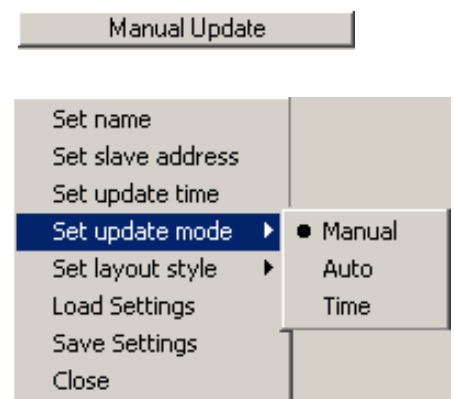 Manual Update
Set name
Set slave address
Set update time
Set update mode
Manual
Set layout style
Auto
Load Settings
Time
Save Settings
Close